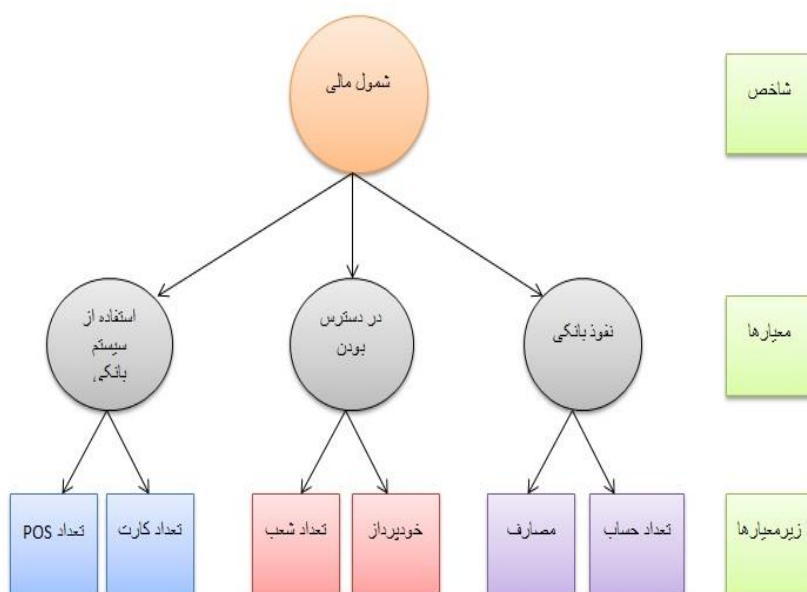 شمول مالی
شاخص
نفوذ بانکی
در دسترس
بودن
استفاده از
سیستم
بانکی
معیارها
تعداد حساب
مصارف
خودپرداز
تعداد شعب
تعداد کارت
تعداد POS
زیرمعیارها